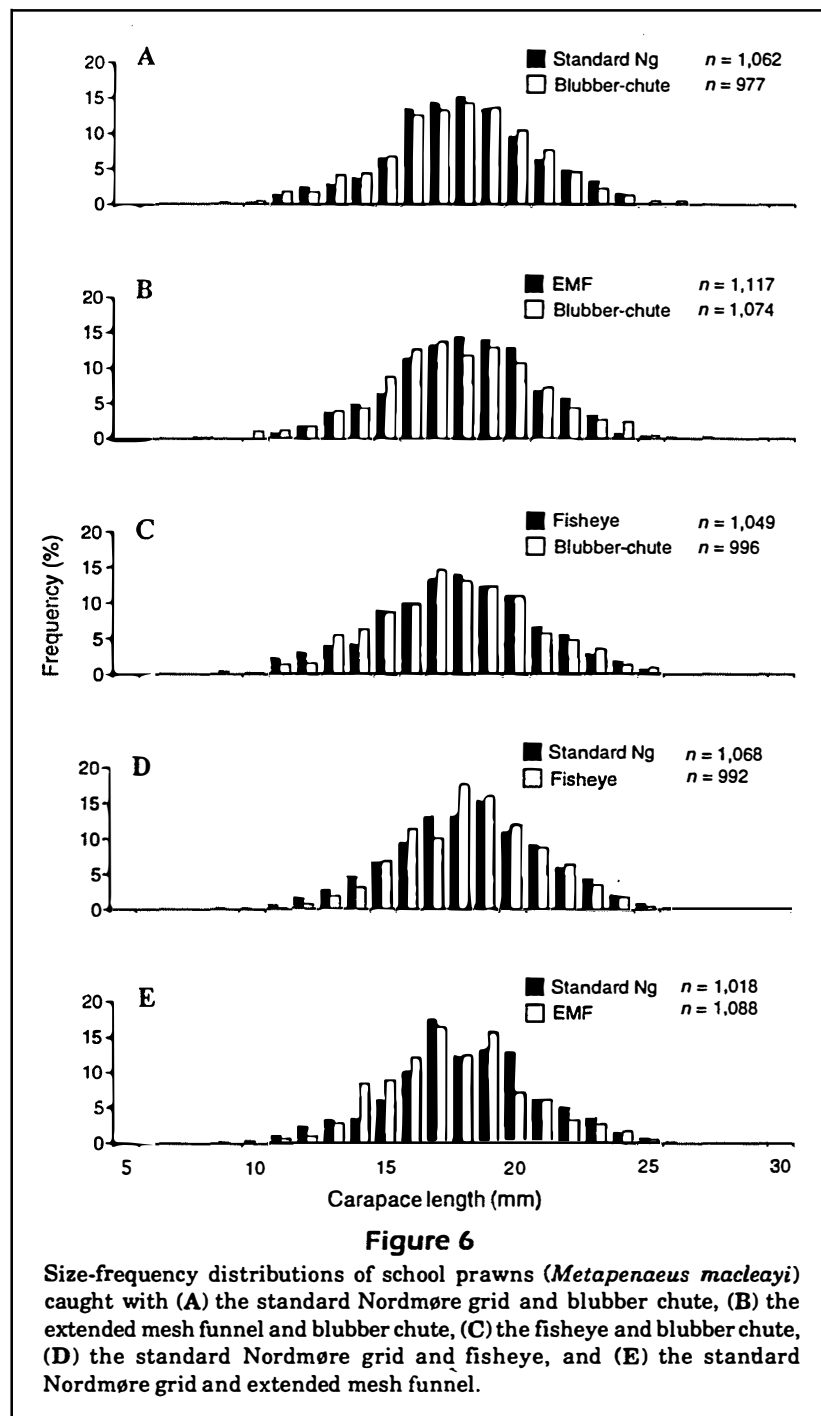 A
Standard Ng n = 1,062
Blubber-chute n = 977
20
15
10
5
0
B
EMF n = 1,117
Blubber-chute n = 1,074
20
15
10
5
0
C
Fisheye n = 1,049
Blubber-chute n = 996
20
15
10
5
0
Frequency (%)
D
Standard Ng n = 1,068
Fisheye n = 992
20
15
10
5
0
E
Standard Ng n = 1,018
EMF n = 1,088
20
15
10
5
0
5 10 15 20 25 30
Carapace length (mm)
Figure 6
Size-frequency distributions of school prawns (Metapenaeus macleayi)
caught with (A) the standard Nordmøre grid and blubber chute, (B) the
extended mesh funnel and blubber chute, (C) the fisheye and blubber chute,
(D) the standard Nordmøre grid and fisheye, and (E) the standard
Nordmøre grid and extended mesh funnel.